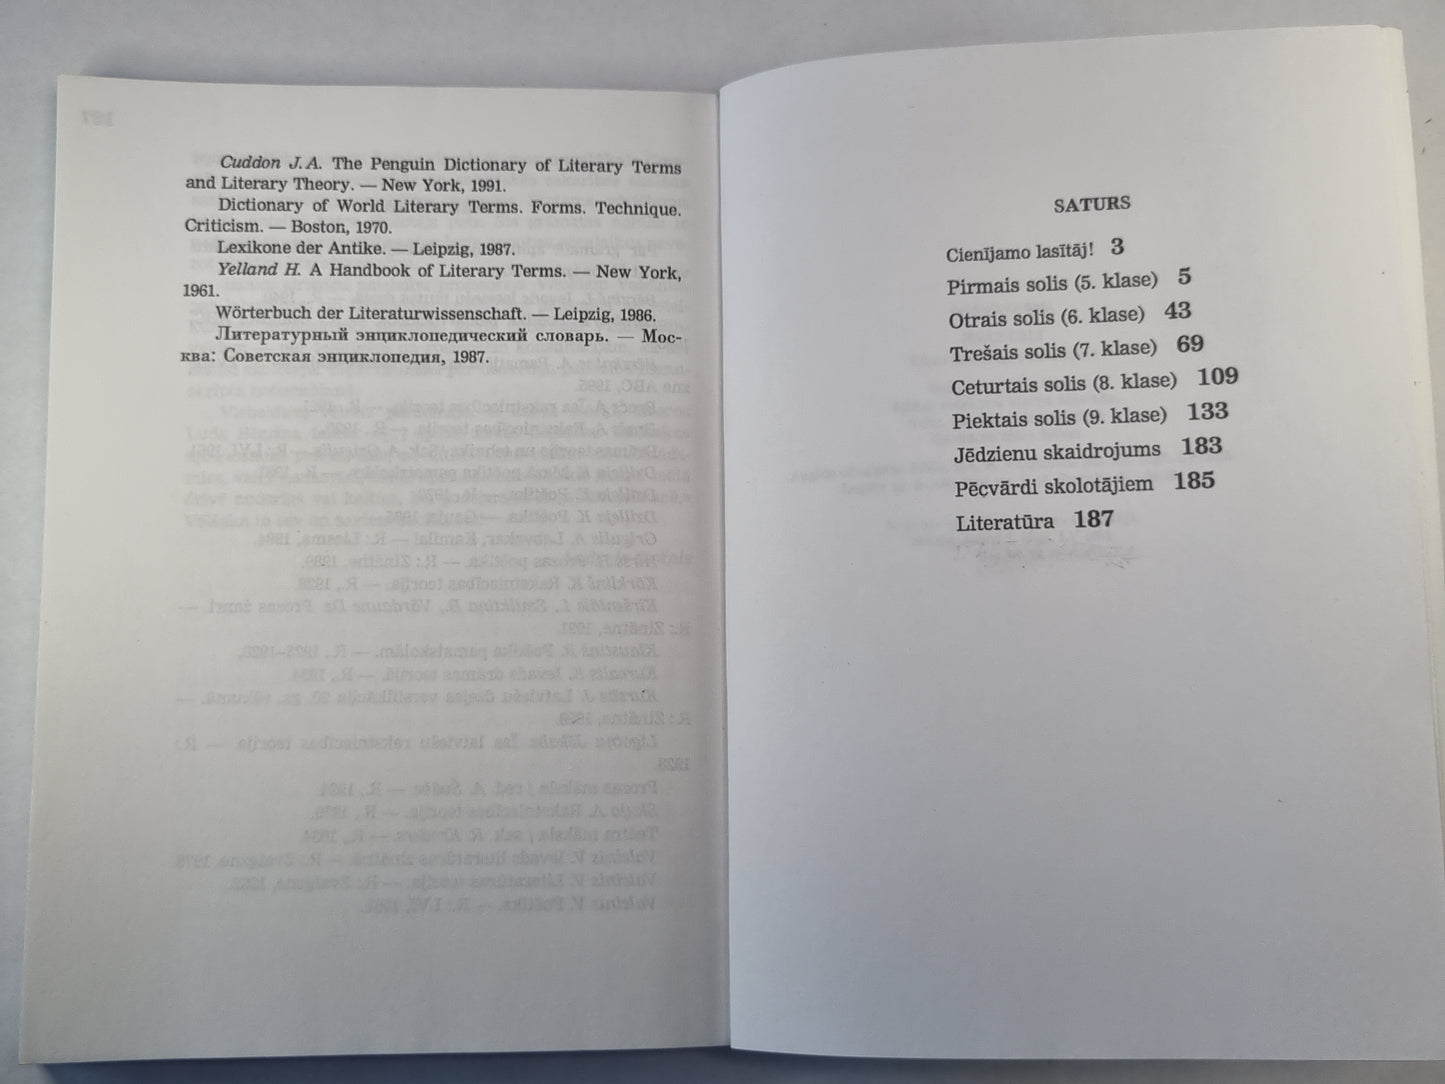 Cuddon J. A. The Penguin Dictionary of Literary Terms
and Literary Theory. — New York, 1991.
Dictionary of World Literary Terms. Forms. Technique.
Criticism. — Boston, 1970.
Lexikone der Antike. — Leipzig, 1987.
Yelland H. A Handbook of Literary Terms. — New York,
1961.
Wörterbuch der Literaturwissenschaft. — Leipzig, 1986.
Литературный энциклопедический словарь. — Мос-
ква: Советская энциклопедия, 1987.
SATURS
Cienījamo lasītāj! 3
Pirmais solis (5. klase) 5
Otrais solis (6. klase) 43
Trešais solis (7. klase) 69
Ceturtais solis (8. klase) 109
Piektais solis (9. klase) 133
Jēdzienu skaidrojums 183
Pēcvārdi skolotājiem 185
Literatūra 187